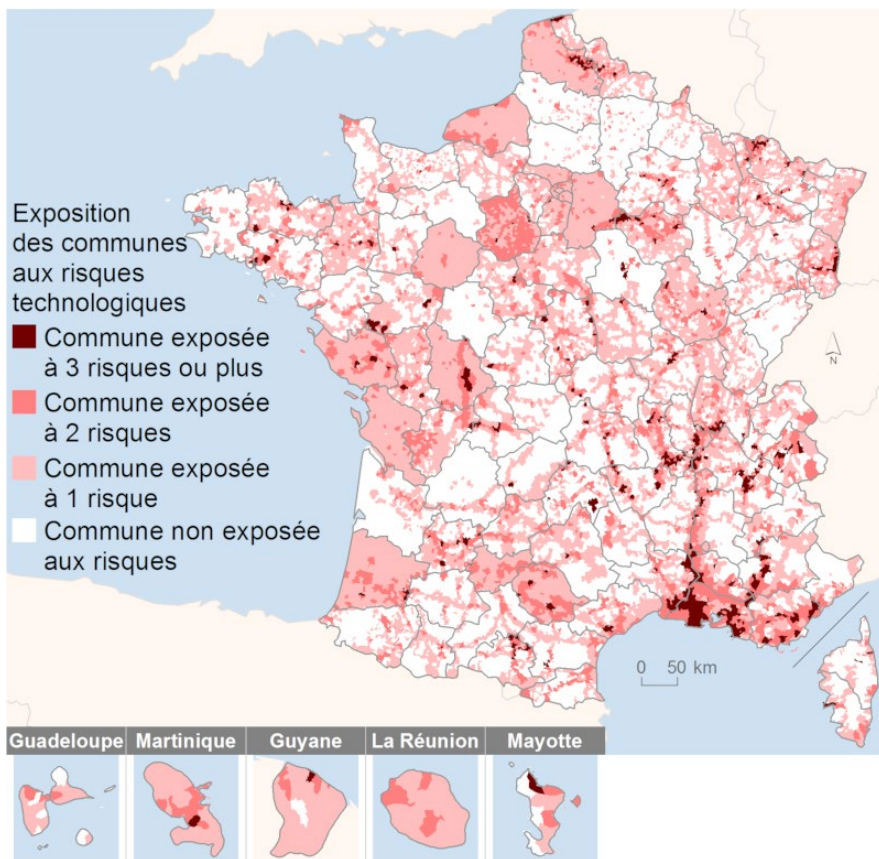 Exposition
des communes
aux risques
technologiques
Commune exposée
à 3 risques ou plus
Commune exposée
à 2 risques
Commune exposée
à 1 risque
Commune non exposée
aux risques
N
0 50 km
Guadeloupe Martinique Guyane La Réunion Mayotte